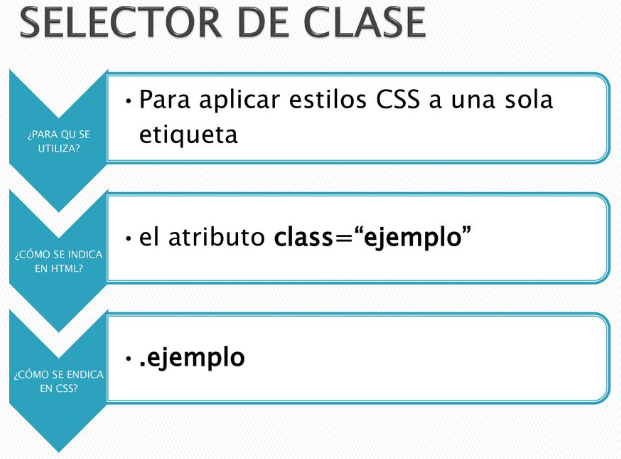 SELECTOR DE CLASE
¿PARA QU SE
UTILIZA?
• Para aplicar estilos CSS a una sola
etiqueta
¿CÓMO SE INDICA
EN HTML?
• el atributo class=“ejemplo”
¿CÓMO SE ENDICA
EN CSS?
• .ejemplo